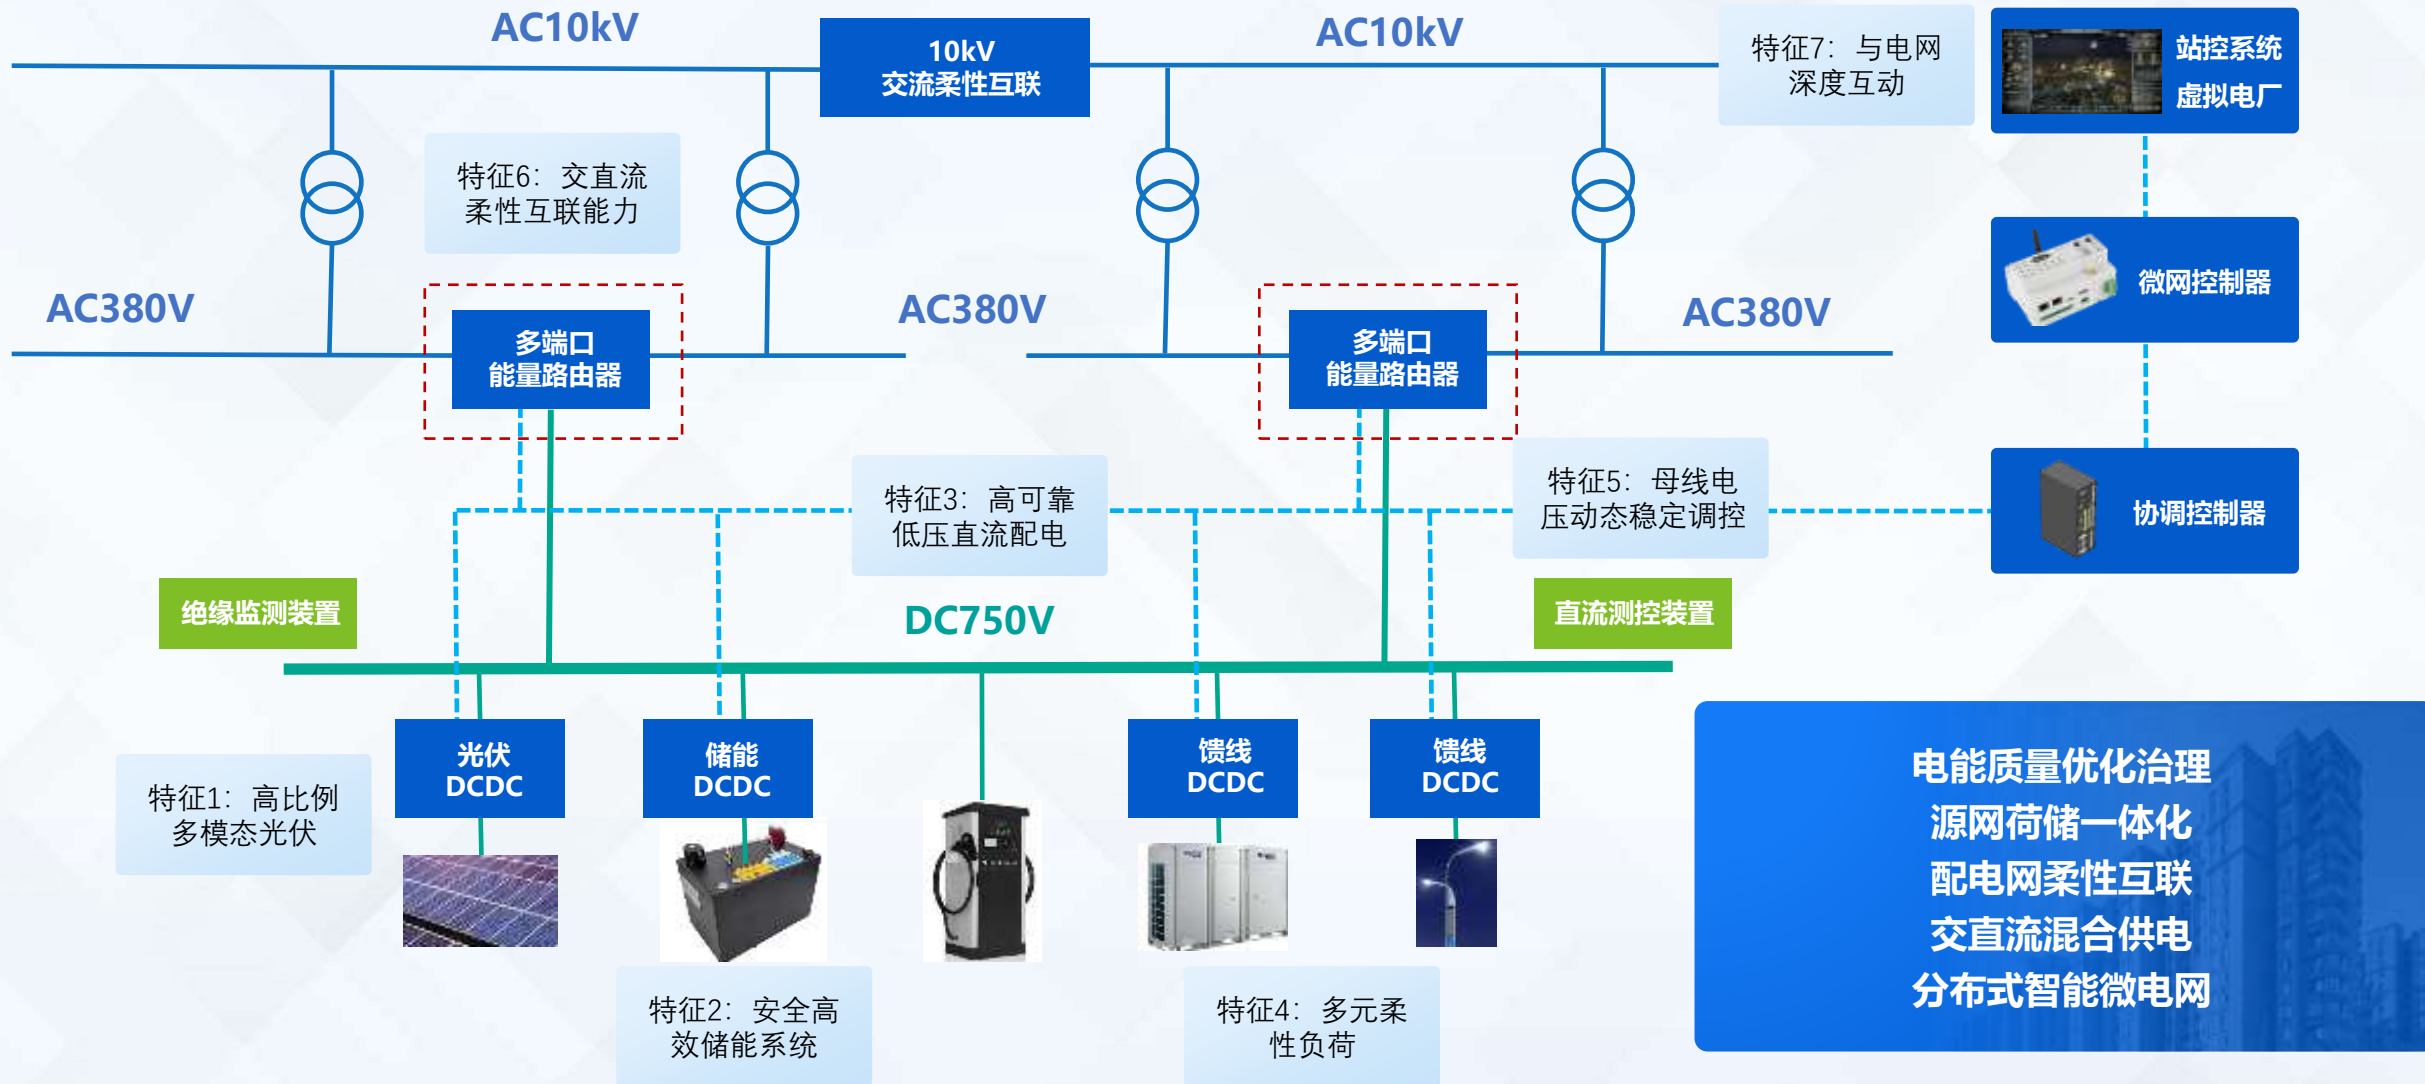 AC10kV
10kV
交流柔性互联
AC10kV
特征7：与电网
深度互动
站控系统
虚拟电厂
特征6：交直流
柔性互联能力
微网控制器
AC380V
多端口
能量路由器
AC380V
多端口
能量路由器
AC380V
特征3：高可靠
低压直流配电
特征5：母线电
压动态稳定调控
协调控制器
绝缘监测装置
DC750V
直流测控装置
光伏
DCDC
储能
DCDC
馈线
DCDC
馈线
DCDC
特征1：高比例
多模态光伏
特征2：安全高
效储能系统
特征4：多元柔
性负荷
电能质量优化治理
源网荷储一体化
配电网柔性互联
交直流混合供电
分布式智能微电网